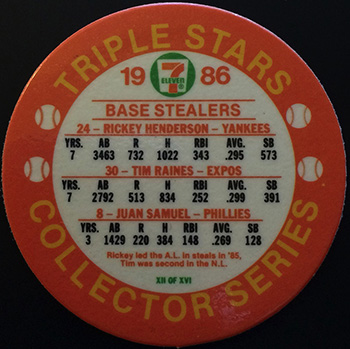 TRIPLE STARS
1986
7
ELEVEN
BASE STEALERS
24 – RICKEY HENDERSON – YANKEES
YRS. AB R H RBI AVG. SB
7 3463 732 1022 343 .295 573
30 – TIM RAINES – EXPOS
YRS. AB R H RBI AVG. SB
7 2792 513 834 252 .299 391
8 – JUAN SAMUEL – PHILLIES
YRS. AB R H RBI AVG. SB
3 1429 220 384 148 .269 128
Rickey led the A.L. in steals in '85,
Tim was second in the N.L.
XII OF XVI
COLLECTOR SERIES